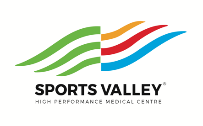 SPORTS VALLEY®
HIGH PERFORMANCE MEDICAL CENTRE